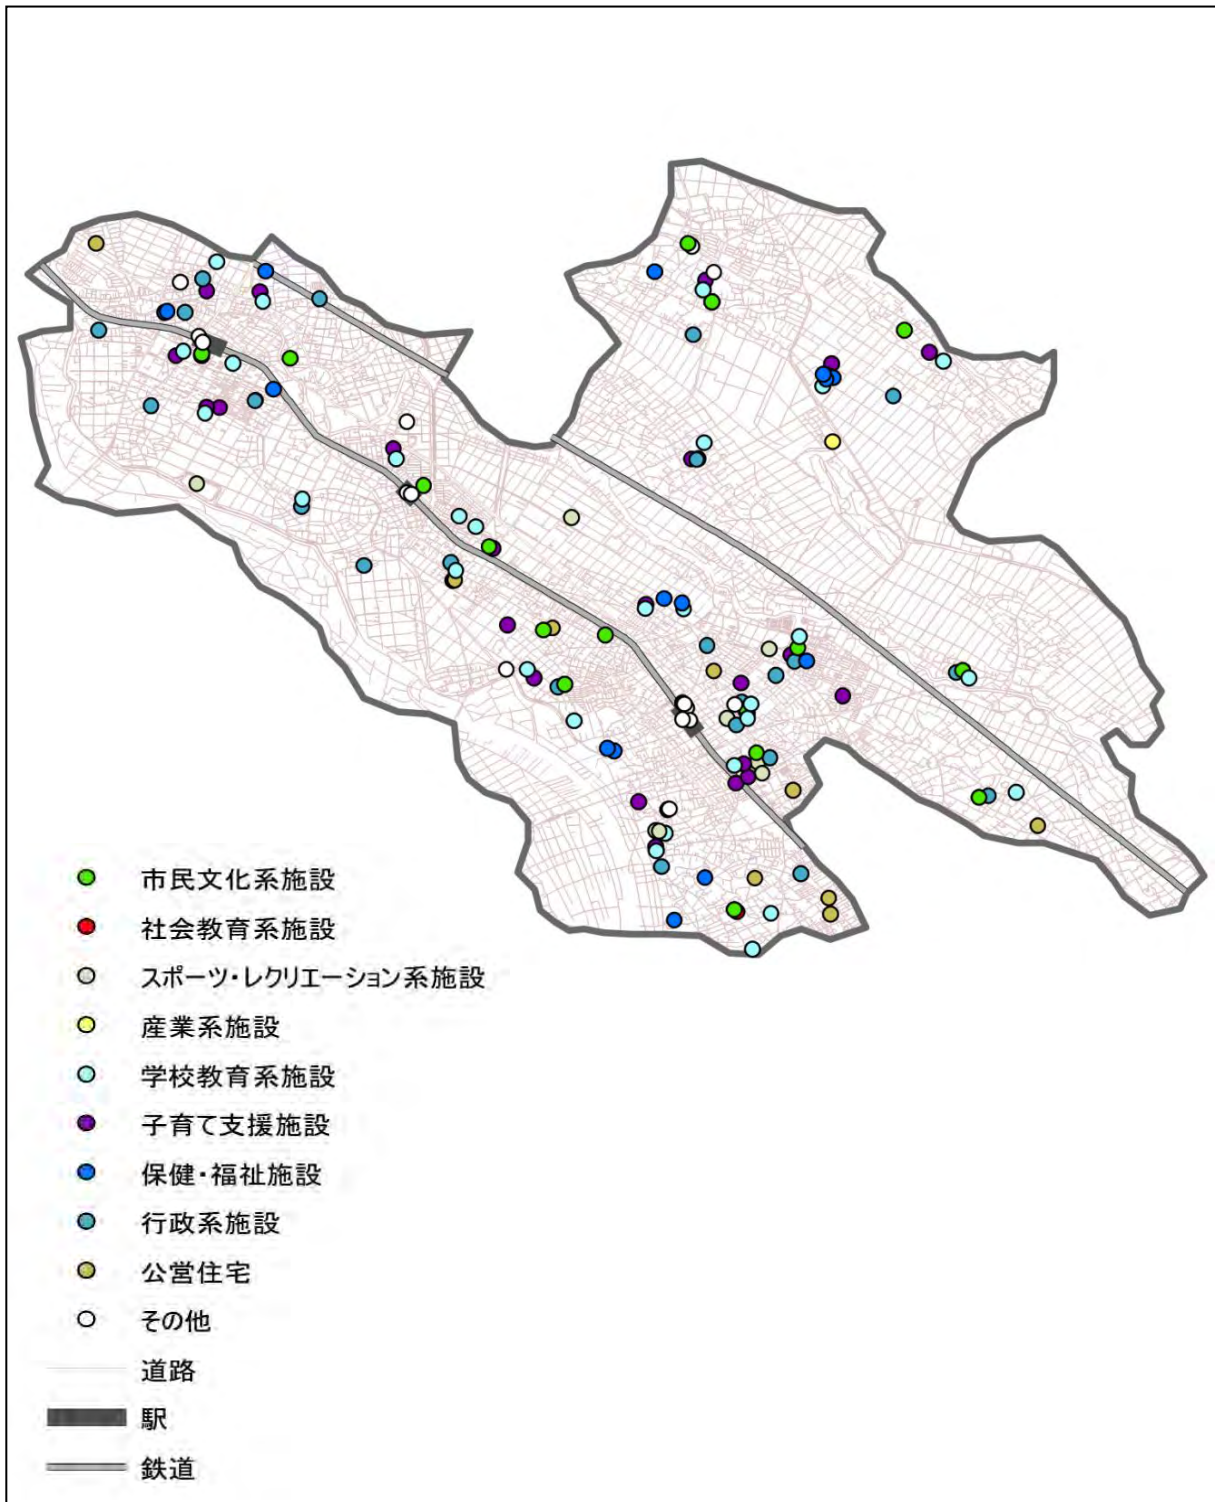 市民文化系施設
社会教育系施設
スポーツ・レクリエーション系施設
産業系施設
学校教育系施設
子育て支援施設
保健・福祉施設
行政系施設
公営住宅
その他
道路
駅
鉄道